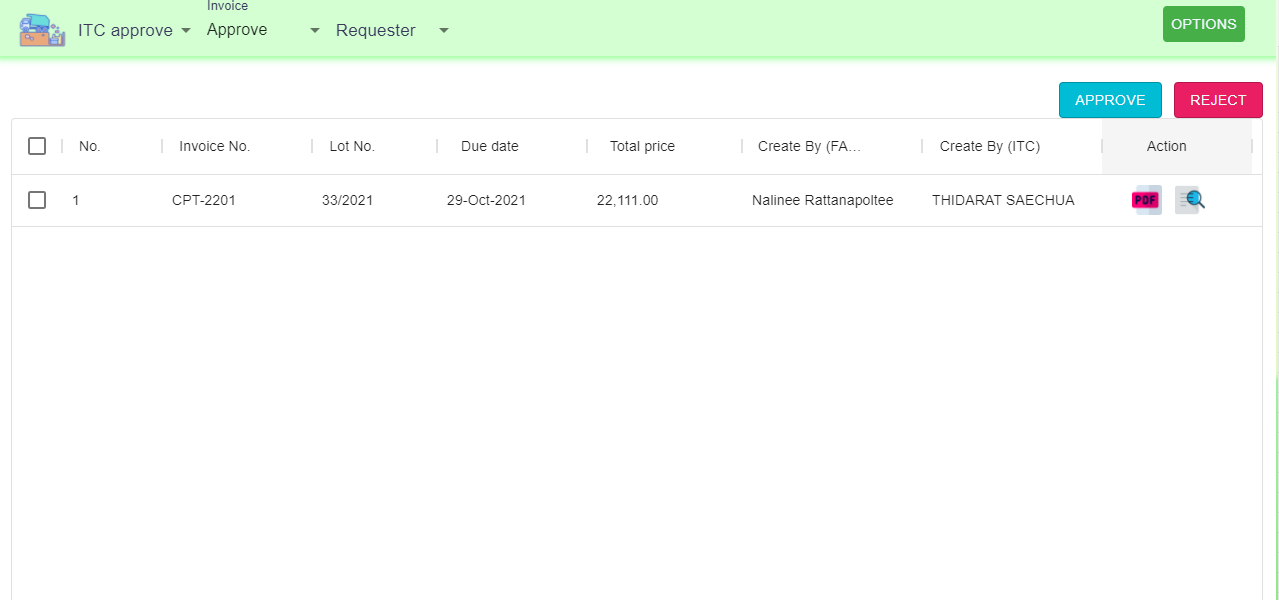 Invoice
ITC approve Approve Requester OPTIONS
APPROVE REJECT
No. Invoice No. Lot No. Due date Total price Create By (FA… Create By (ITC) Action
1 CPT-2201 33/2021 29-Oct-2021 22,111.00 Nalinee Rattanapoltee THIDARAT SAECHUA PDF